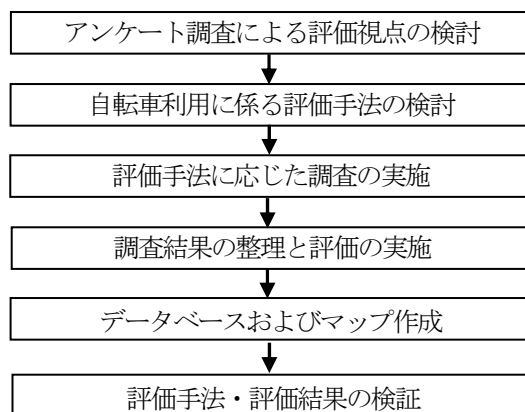 アンケート調査による評価視点の検討
自転車利用に係る評価手法の検討
評価手法に応じた調査の実施
調査結果の整理と評価の実施
データベースおよびマップ作成
評価手法・評価結果の検証